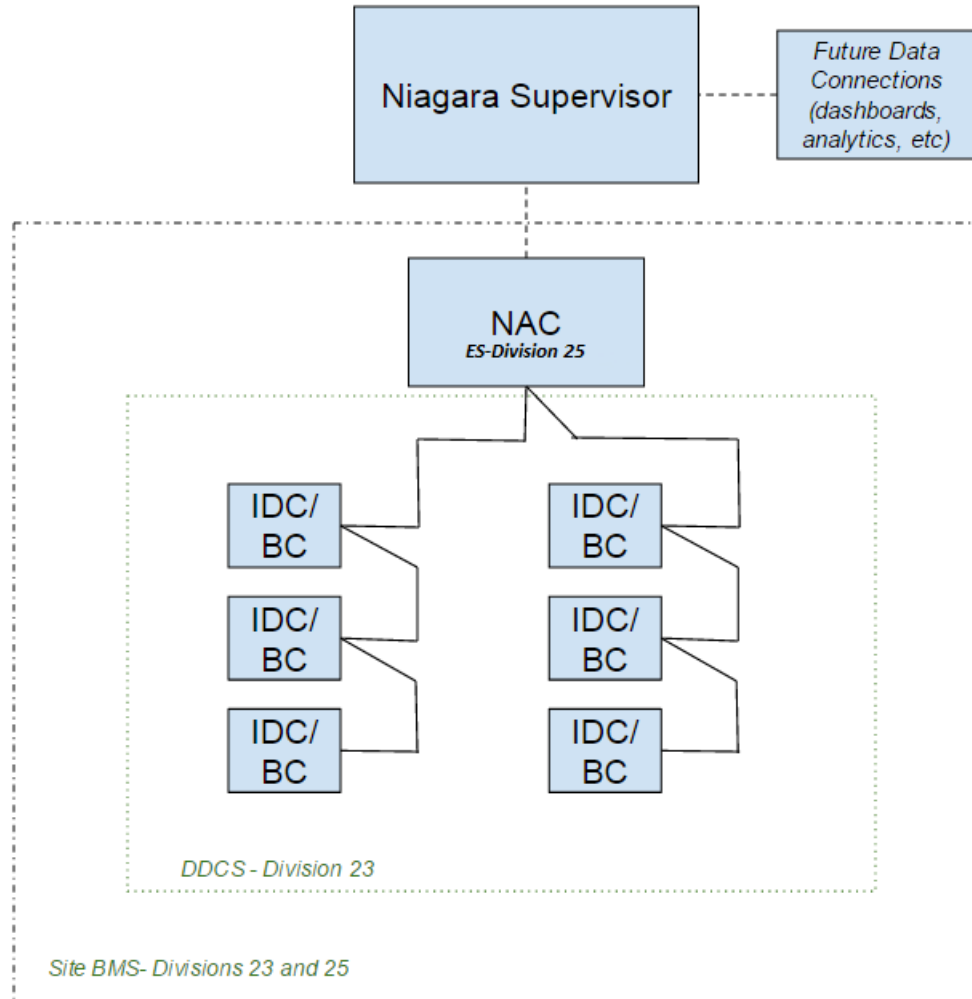 Niagara Supervisor
Future Data
Connections
(dashboards,
analytics, etc)
NAC
ES-Division 25
IDC/
BC
IDC/
BC
IDC/
BC
IDC/
BC
IDC/
BC
IDC/
BC
DDCS - Division 23
Site BMS- Divisions 23 and 25